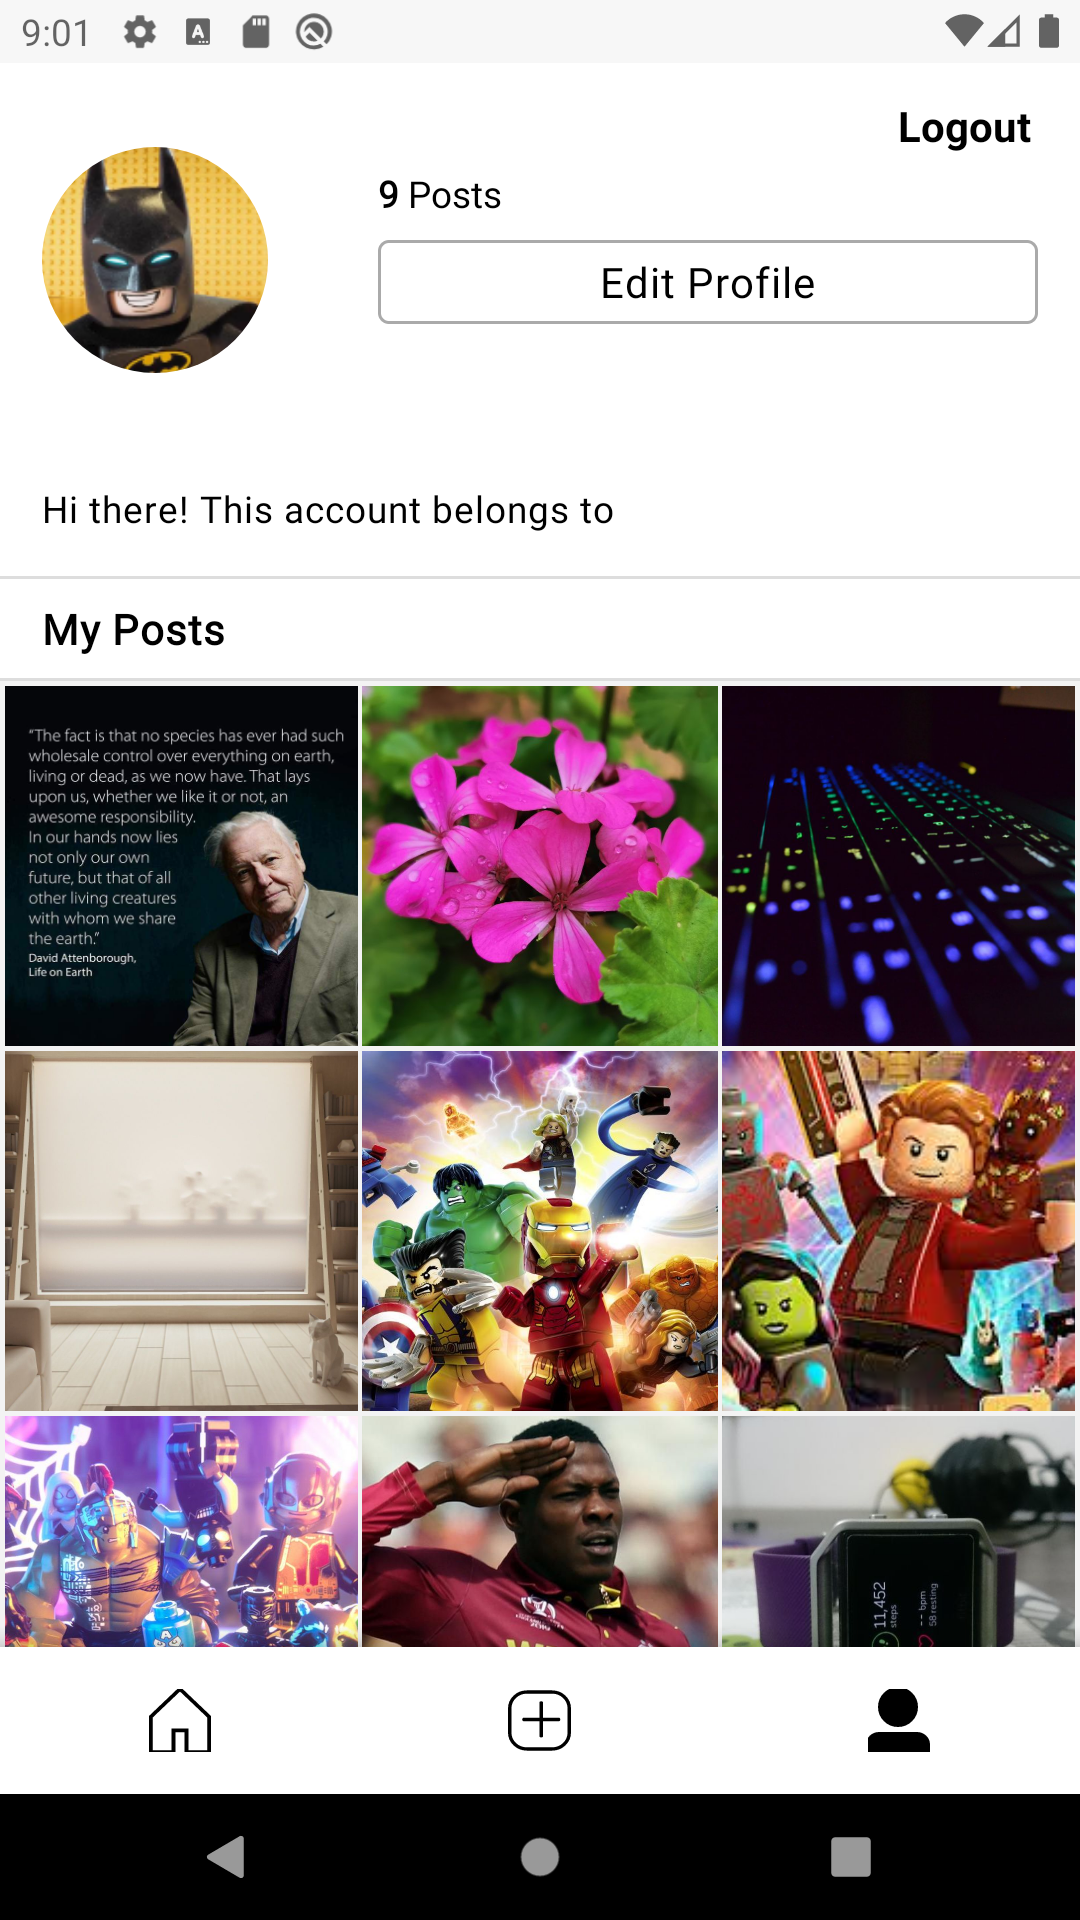 9:01
Logout
9 Posts
Edit Profile
Hi there! This account belongs to
My Posts
“The fact is that no species has ever had such
wholesale control over everything on earth,
living or dead, as we now have. That lays
upon us, whether we like it or not, an
awesome responsibility.
In our hands now lies
not only our own
future, but that of all
other living creatures
with whom we share
the earth.”
David Attenborough,
Life on Earth
11,452
steps
-- bpm
58 resting